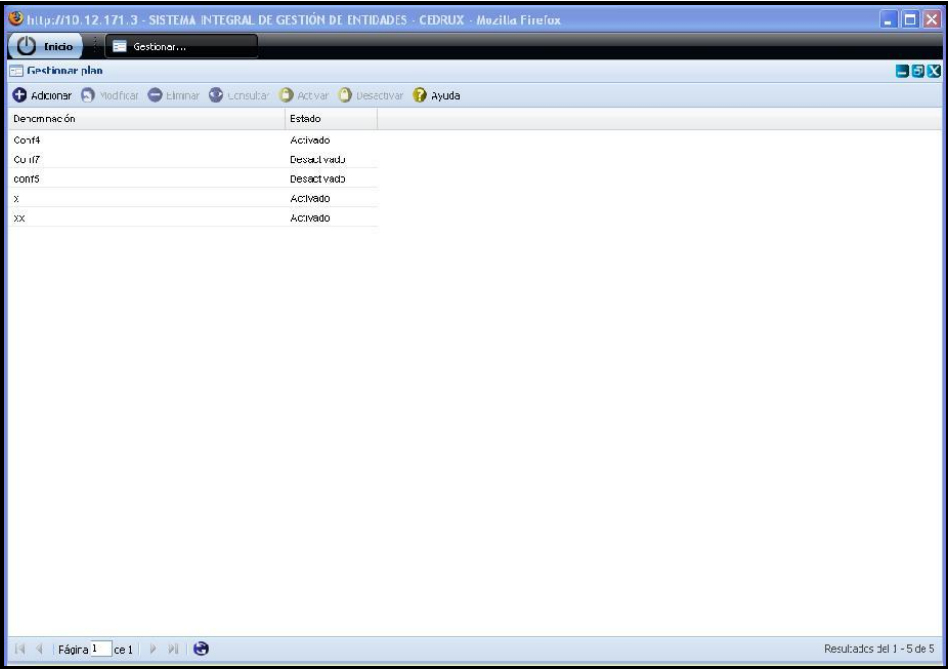 http://10.12.171.3 - SISTEMA INTEGRAL DE GESTIÓN DE ENTIDADES - CEDRUX - Mozilla Firefox
Inicio Gestionar...
Gestionar plan
Adicionar Modificar Eliminar Consultar Activar Desactivar Ayuda
Denominación Estado
Conf4 Activado
Conf7 Desactivado
conf5 Desactivado
x Activado
xx Activado
Página 1 de 1 Resultados del 1 - 5 de 5